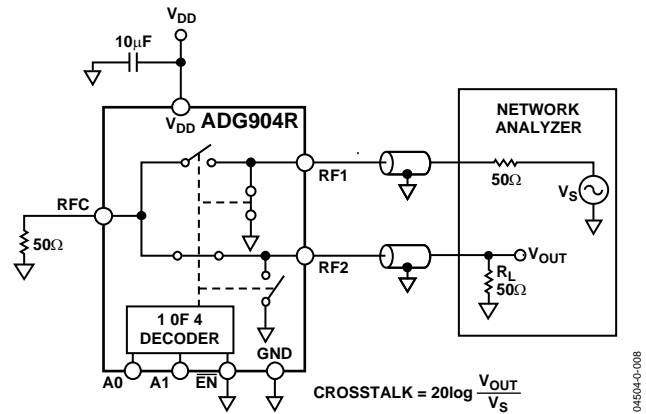 VDD
10μF
VDD
ADG904R
NETWORK
ANALYZER
RF1
50Ω
VS
RFC
50Ω
RF2
VOUT
RL
50Ω
1 0F 4
DECODER
GND
A0
A1
EN
CROSSTALK = 20log VOUT
VS
04504-0-008